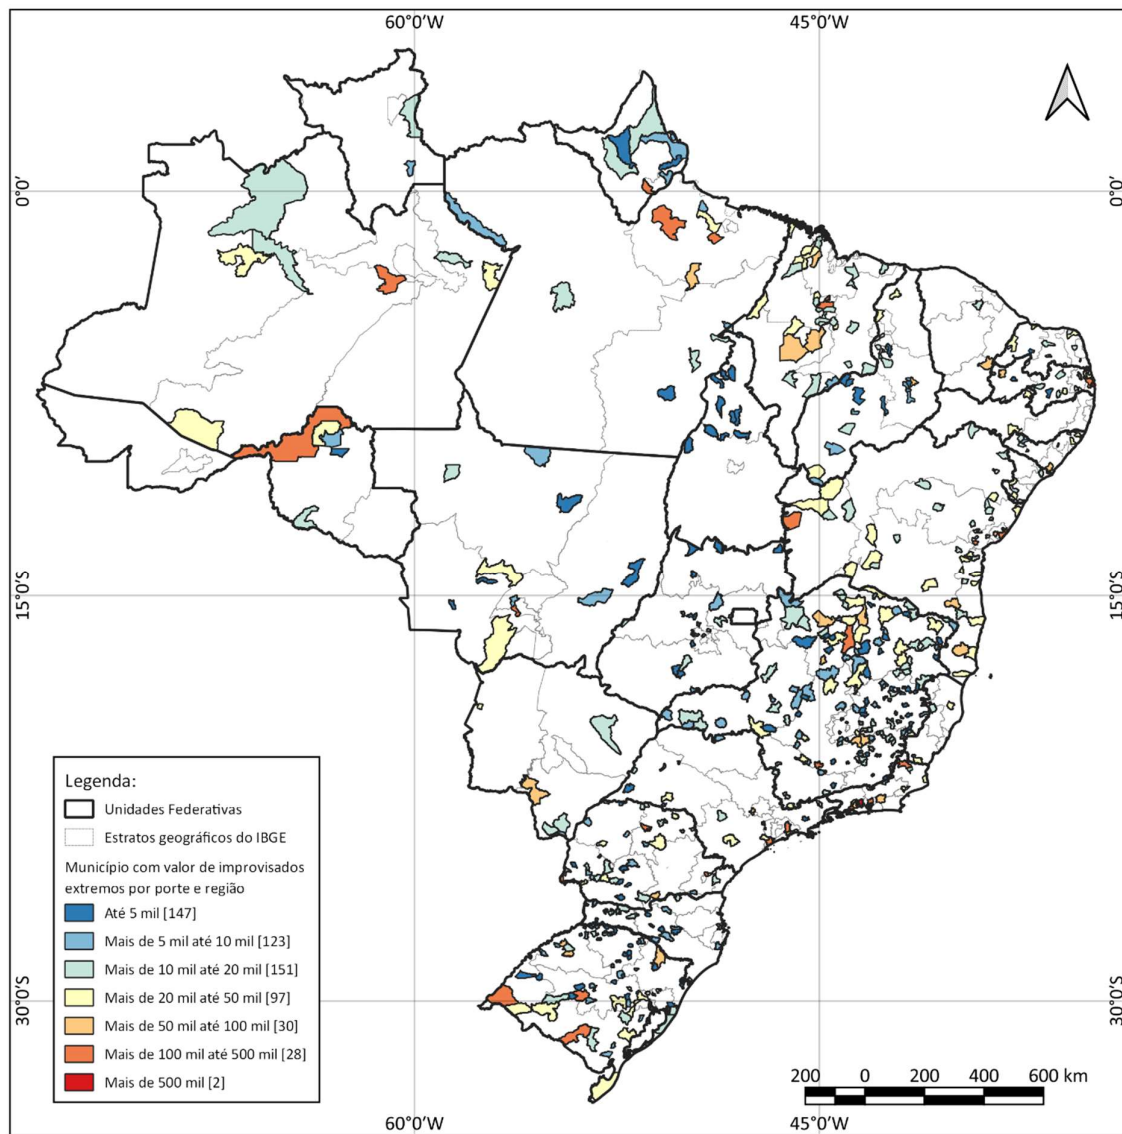 60°0'W
45°0'W
0°0'
0°0'
15°0'S
15°0'S
30°0'S
30°0'S
Legenda:
Unidades Federativas
Estratos geográficos do IBGE
Município com valor de improvisados
extremos por porte e região
Até 5 mil [147]
Mais de 5 mil até 10 mil [123]
Mais de 10 mil até 20 mil [151]
Mais de 20 mil até 50 mil [97]
Mais de 50 mil até 100 mil [30]
Mais de 100 mil até 500 mil [28]
Mais de 500 mil [2]
200 0 200 400 600 km
60°0'W
45°0'W